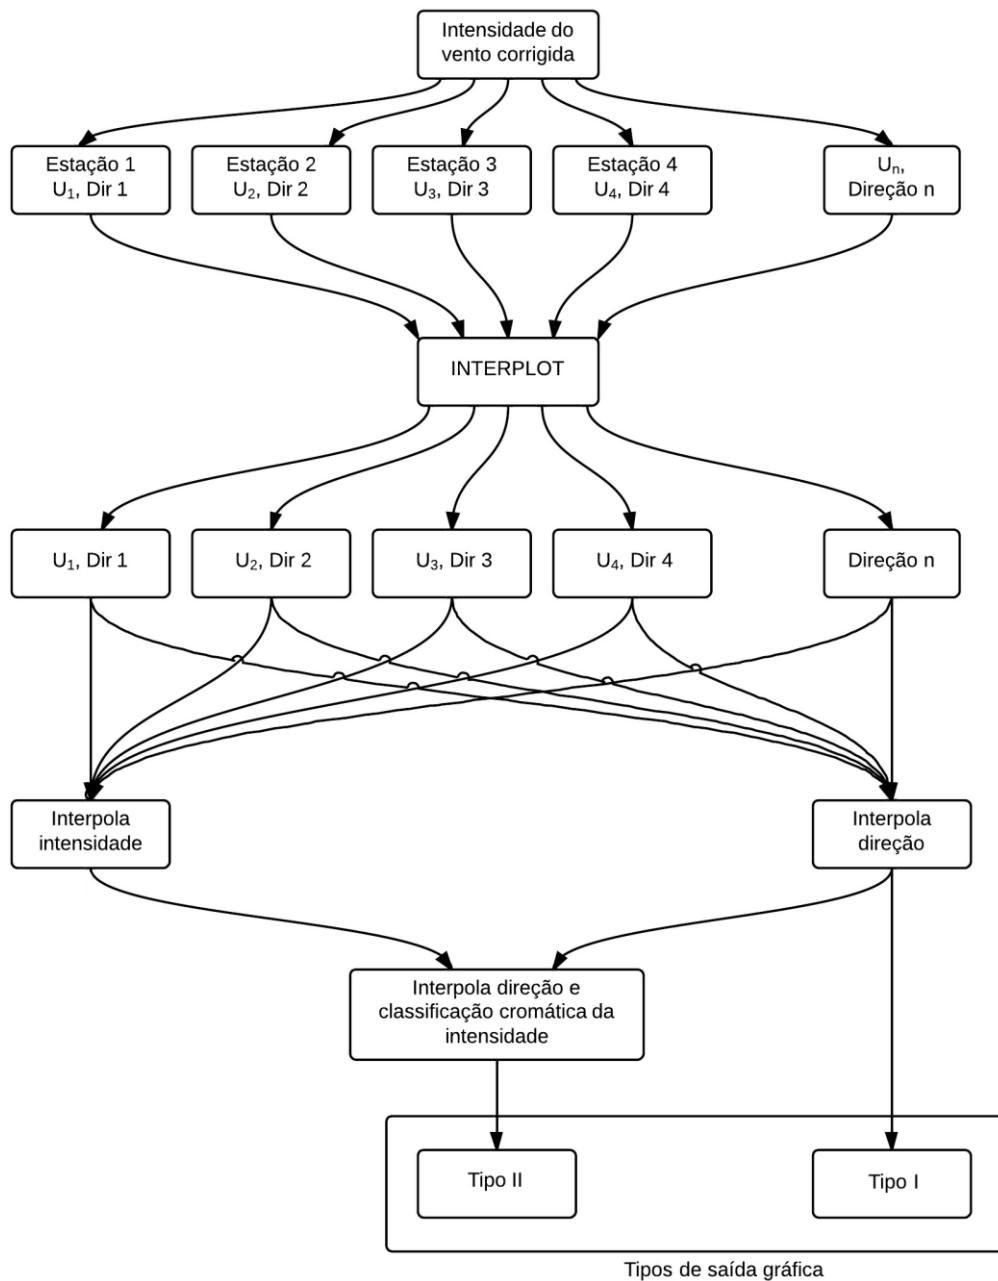 Intensidade do
vento corrigida
Estação 1
U₁, Dir 1
Estação 2
U₂, Dir 2
Estação 3
U₃, Dir 3
Estação 4
U₄, Dir 4
Uₙ,
Direção n
INTERPLOT
U₁, Dir 1
U₂, Dir 2
U₃, Dir 3
U₄, Dir 4
Direção n
Interpola
intensidade
Interpola
direção
Interpola direção e
classificação cromática da
intensidade
Tipo II
Tipo I
Tipos de saída gráfica